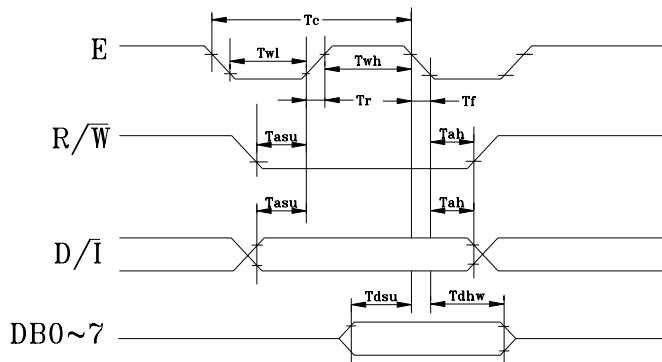 Tc
E
Twl
Twh
Tr
Tf
R/W̅
Tasu
Tah
Tasu
Tah
D/I̅
Tdsu
Tdhw
DB0~7